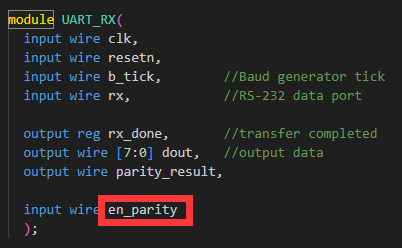 module UART_RX(
input wire clk,
input wire resetn,
input wire b_tick, //Baud generator tick
input wire rx, //RS-232 data port
output reg rx_done, //transfer completed
output wire [7:0] dout, //output data
output wire parity_result,
input wire en_parity
);